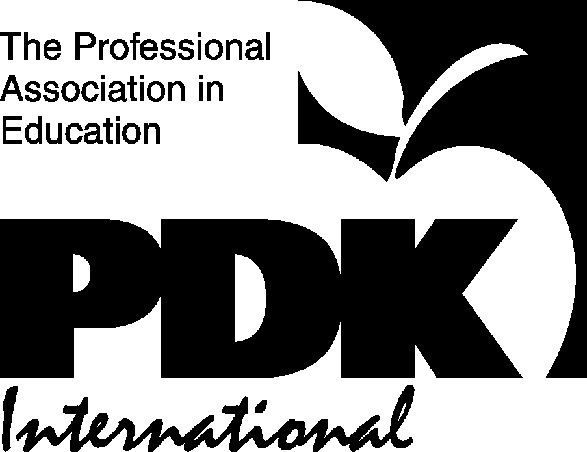 The Professional
Association in
Education
PDK
International